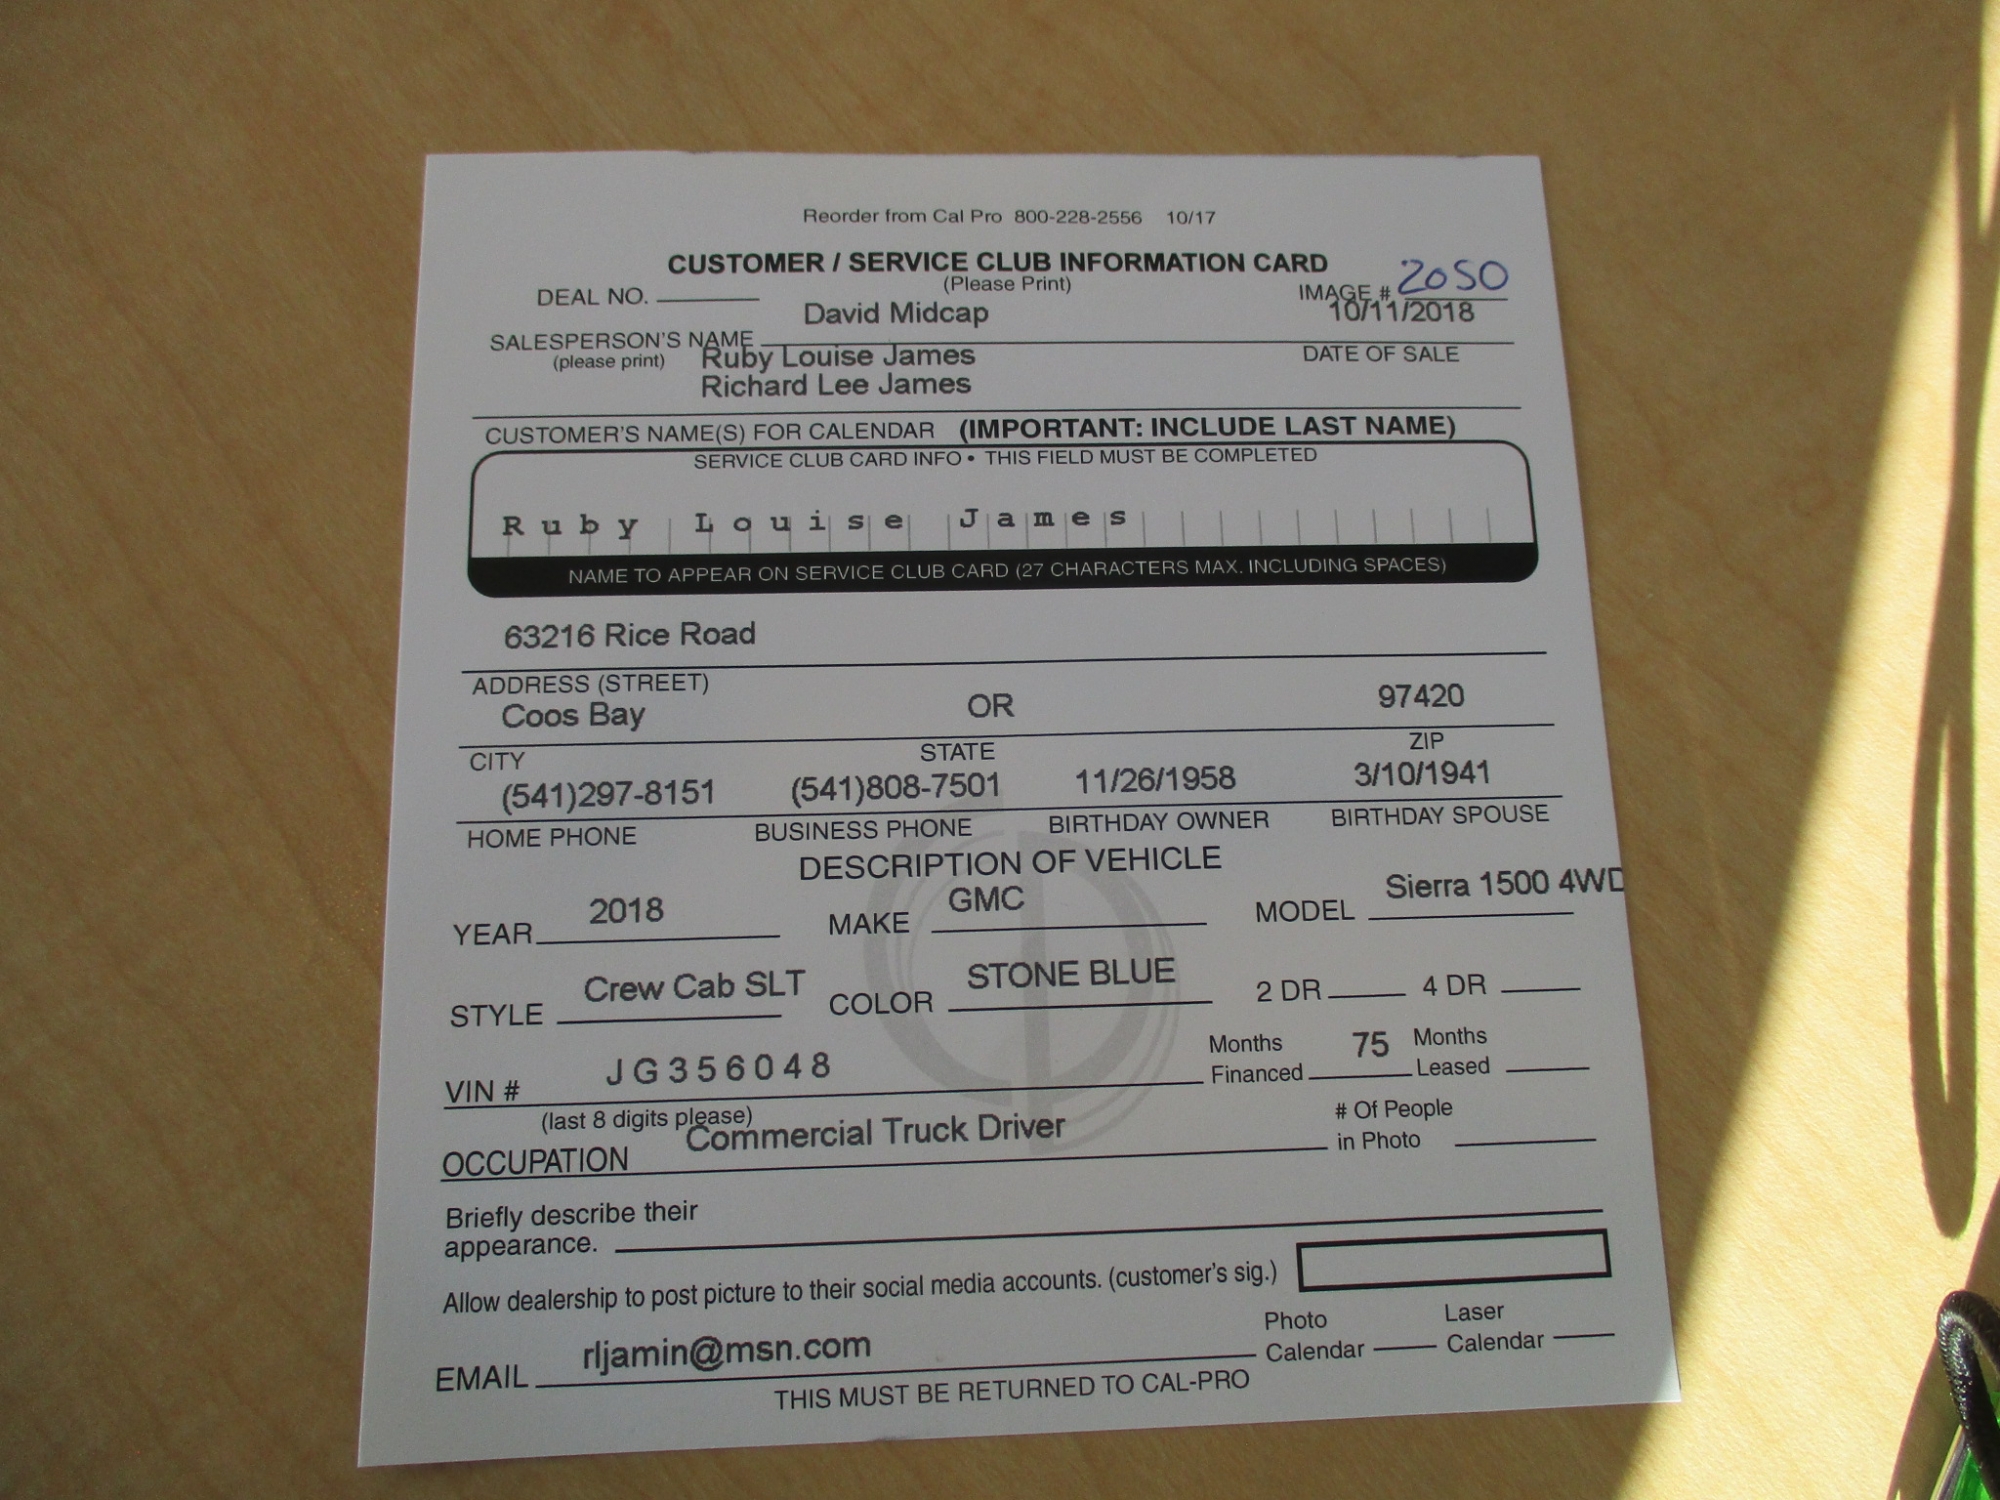 Reorder from Cal Pro 800-228-2556 10/17
CUSTOMER / SERVICE CLUB INFORMATION CARD
(Please Print)
DEAL NO.
IMAGE # 2050
David Midcap
10/11/2018
SALESPERSON'S NAME
(please print)
DATE OF SALE
Ruby Louise James
Richard Lee James
CUSTOMER'S NAME(S) FOR CALENDAR (IMPORTANT: INCLUDE LAST NAME)
SERVICE CLUB CARD INFO • THIS FIELD MUST BE COMPLETED
Ruby Louise James
NAME TO APPEAR ON SERVICE CLUB CARD (27 CHARACTERS MAX. INCLUDING SPACES)
63216 Rice Road
ADDRESS (STREET)
Coos Bay OR 97420
CITY STATE ZIP
(541)297-8151 (541)808-7501 11/26/1958 3/10/1941
HOME PHONE BUSINESS PHONE BIRTHDAY OWNER BIRTHDAY SPOUSE
DESCRIPTION OF VEHICLE
YEAR 2018 MAKE GMC MODEL Sierra 1500 4WD
STYLE Crew Cab SLT COLOR STONE BLUE 2 DR 4 DR
VIN # JG356048 Months Financed 75 Months Leased
(last 8 digits please)
OCCUPATION Commercial Truck Driver # Of People in Photo
Briefly describe their
appearance.
Allow dealership to post picture to their social media accounts. (customer's sig.)
EMAIL rljamin@msn.com Photo Calendar Laser Calendar
THIS MUST BE RETURNED TO CAL-PRO